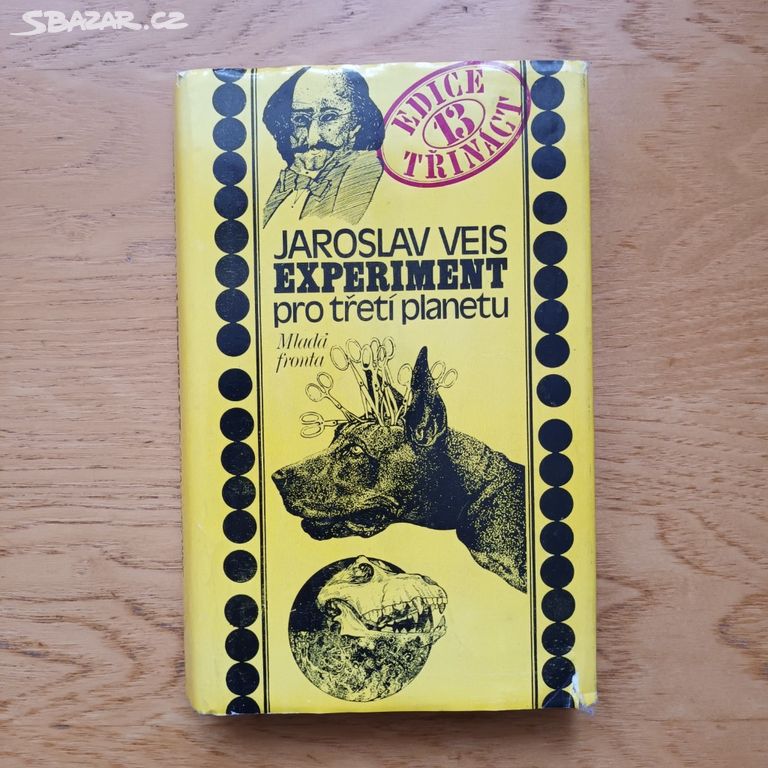 SBAZAR.CZ
EDICE
13
TŘINÁCT
JAROSLAV VEIS
EXPERIMENT
pro třetí planetu
Mladá
fronta